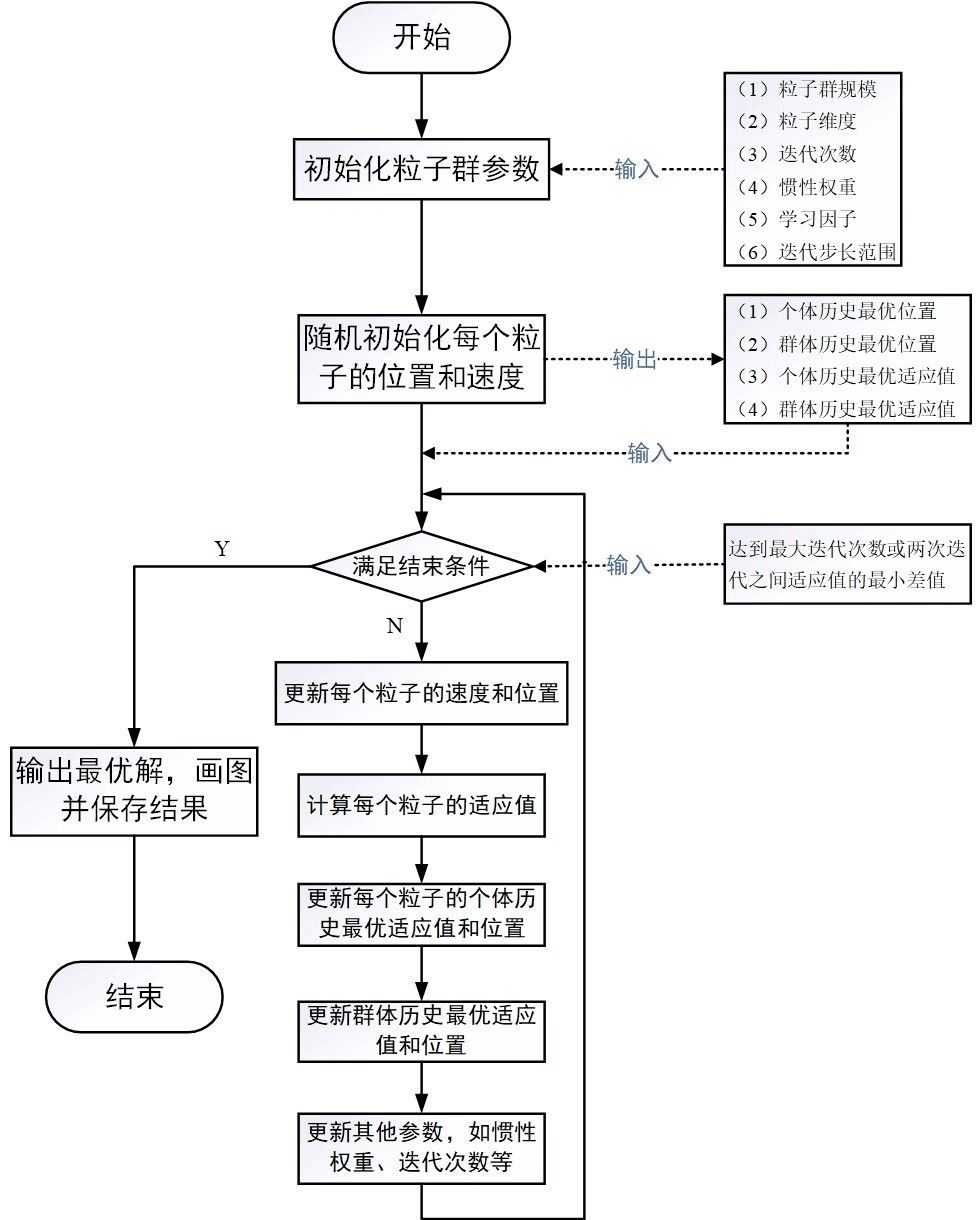 开始
初始化粒子群参数
输入
（1）粒子群规模
（2）粒子维度
（3）迭代次数
（4）惯性权重
（5）学习因子
（6）迭代步长范围
随机初始化每个粒
子的位置和速度
输出
（1）个体历史最优位置
（2）群体历史最优位置
（3）个体历史最优适应值
（4）群体历史最优适应值
输入
满足结束条件
输入
达到最大迭代次数或两次迭
代之间适应值的最小差值
Y
N
更新每个粒子的速度和位置
输出最优解，画图
并保存结果
计算每个粒子的适应值
更新每个粒子的个体历
史最优适应值和位置
结束
更新群体历史最优适应
值和位置
更新其他参数，如惯性
权重、迭代次数等